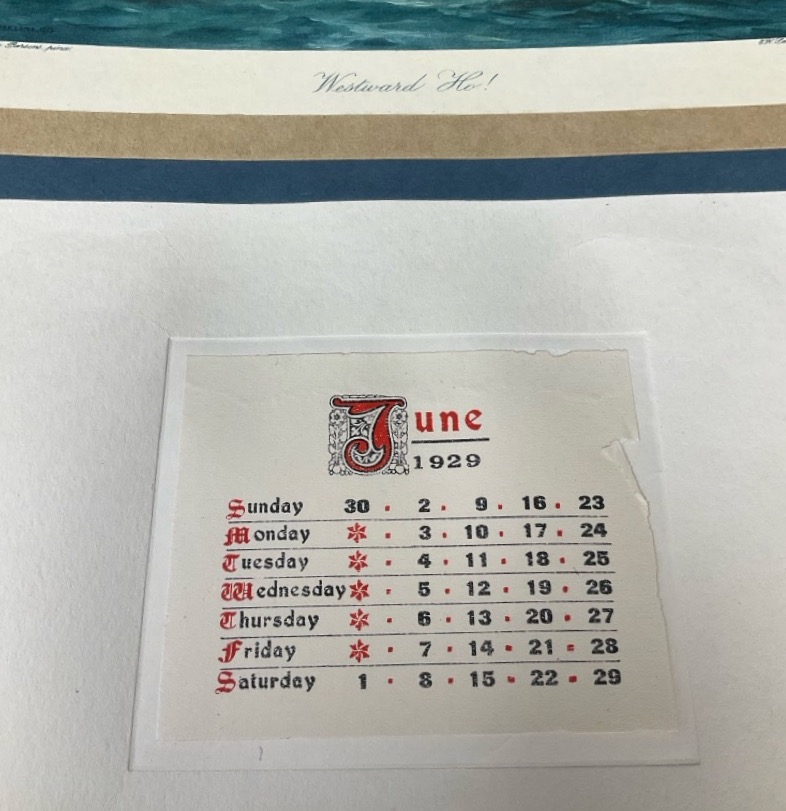 Westward Ho!
June
1929
Sunday 30 . 2 . 9 . 16 . 23
Monday * . 3 . 10 . 17 . 24
Tuesday * . 4 . 11 . 18 . 25
Wednesday * . 5 . 12 . 19 . 26
Thursday * . 6 . 13 . 20 . 27
Friday * . 7 . 14 . 21 . 28
Saturday 1 . 8 . 15 . 22 . 29